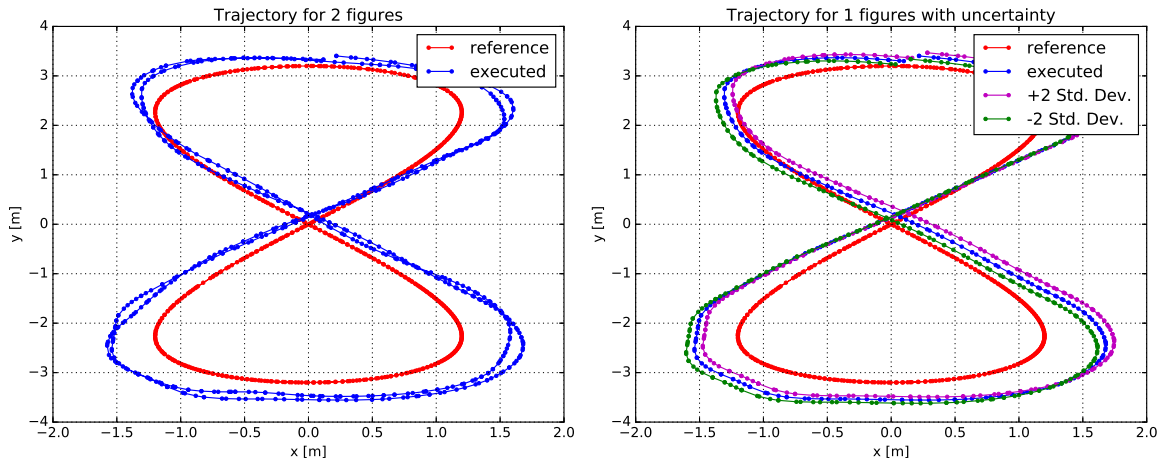 Trajectory for 2 figures
reference
executed
4
3
2
1
0
−1
−2
−3
−4
y [m]
−2.0 −1.5 −1.0 −0.5 0.0 0.5 1.0 1.5 2.0
x [m]
Trajectory for 1 figures with uncertainty
reference
executed
+2 Std. Dev.
-2 Std. Dev.
4
3
2
1
0
−1
−2
−3
−4
y [m]
−2.0 −1.5 −1.0 −0.5 0.0 0.5 1.0 1.5 2.0
x [m]